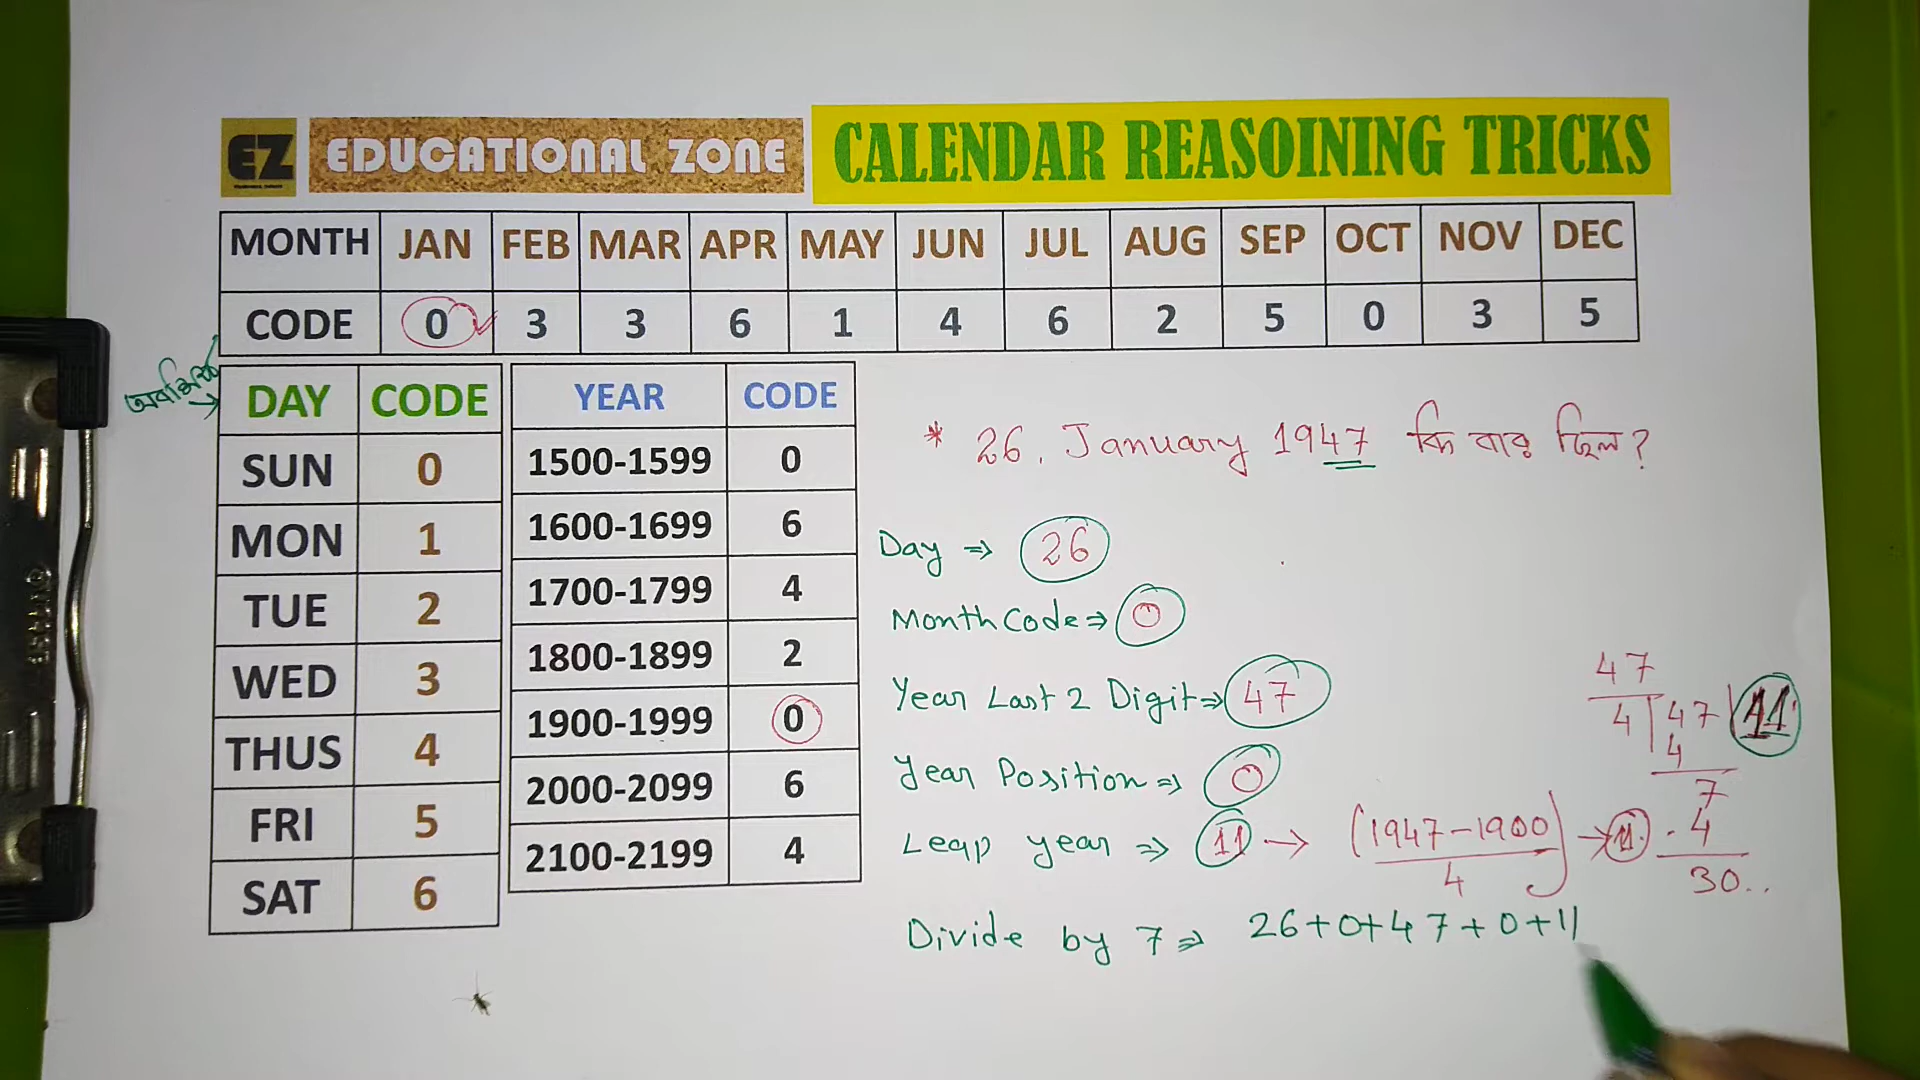 EZ EDUCATIONAL ZONE CALENDAR REASOINING TRICKS
MONTH JAN FEB MAR APR MAY JUN JUL AUG SEP OCT NOV DEC
CODE 0 3 3 6 1 4 6 2 5 0 3 5
DAY CODE
SUN 0
MON 1
TUE 2
WED 3
THUS 4
FRI 5
SAT 6
YEAR CODE
1500-1599 0
1600-1699 6
1700-1799 4
1800-1899 2
1900-1999 0
2000-2099 6
2100-2199 4
* 26. January 1947 কি বার ছিল?
Day ⇒ 26
Month Code ⇒ 0
Year Last 2 Digit ⇒ 47
Year Position ⇒ 0
Leap year ⇒ 11 → (1947-1900) → 11.
4
Divide by 7 ⇒ 26+0+47+0+11
47
4 47 11
4
7
4
30..